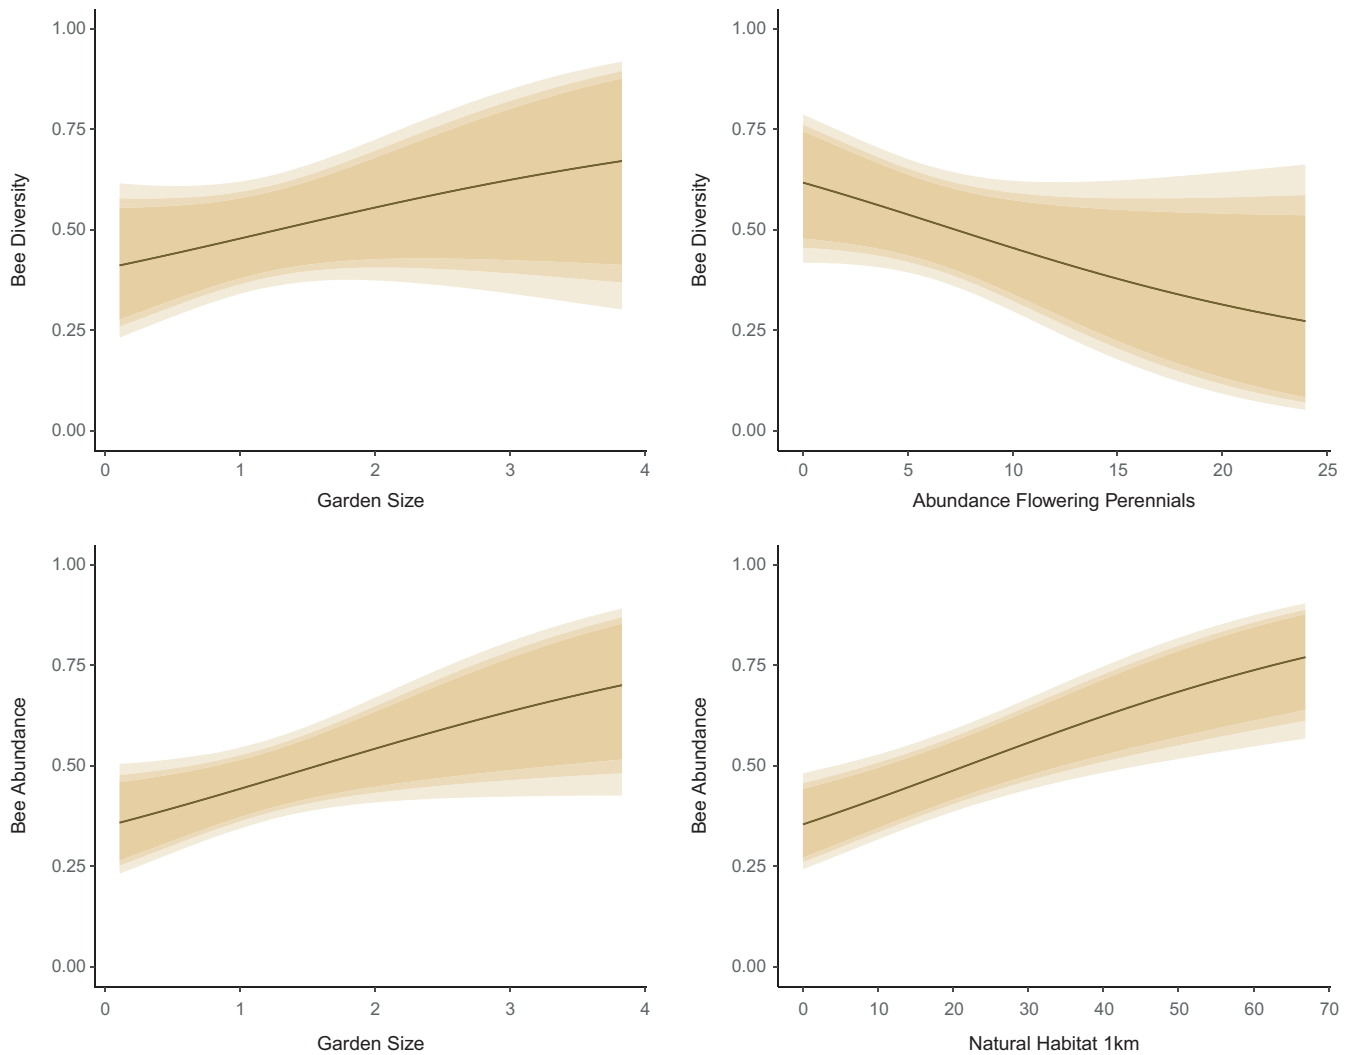 1.00
0.75
0.50
0.25
0.00
Bee Diversity
0 1 2 3 4
Garden Size
1.00
0.75
0.50
0.25
0.00
Bee Diversity
0 5 10 15 20 25
Abundance Flowering Perennials
1.00
0.75
0.50
0.25
0.00
Bee Abundance
0 1 2 3 4
Garden Size
1.00
0.75
0.50
0.25
0.00
Bee Abundance
0 10 20 30 40 50 60 70
Natural Habitat 1km